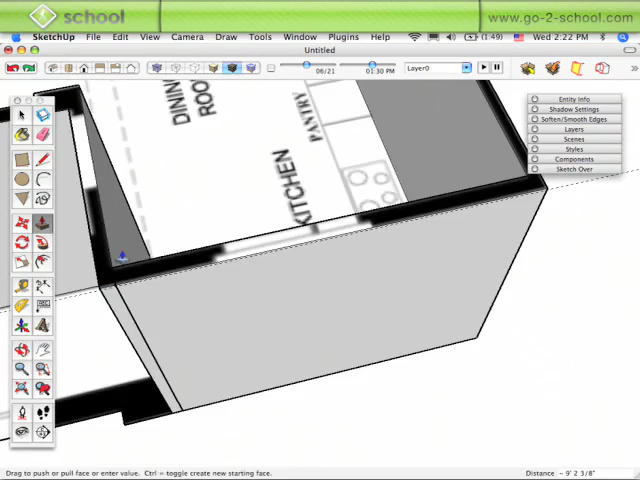 school
www.go-2-school.com
SketchUp File Edit View Camera Draw Tools Window Plugins Help (1:49) Wed 2:22 PM
Untitled
06/21 01:30 PM Layer0
Entity Info
Shadow Settings
Soften/Smooth Edges
Layers
Scenes
Styles
Components
Sketch Over
DINING
ROO
PANTRY
KITCHEN
Drag to push or pull face or enter value. Ctrl = toggle create new starting face. Distance ~ 9' 2 3/8"